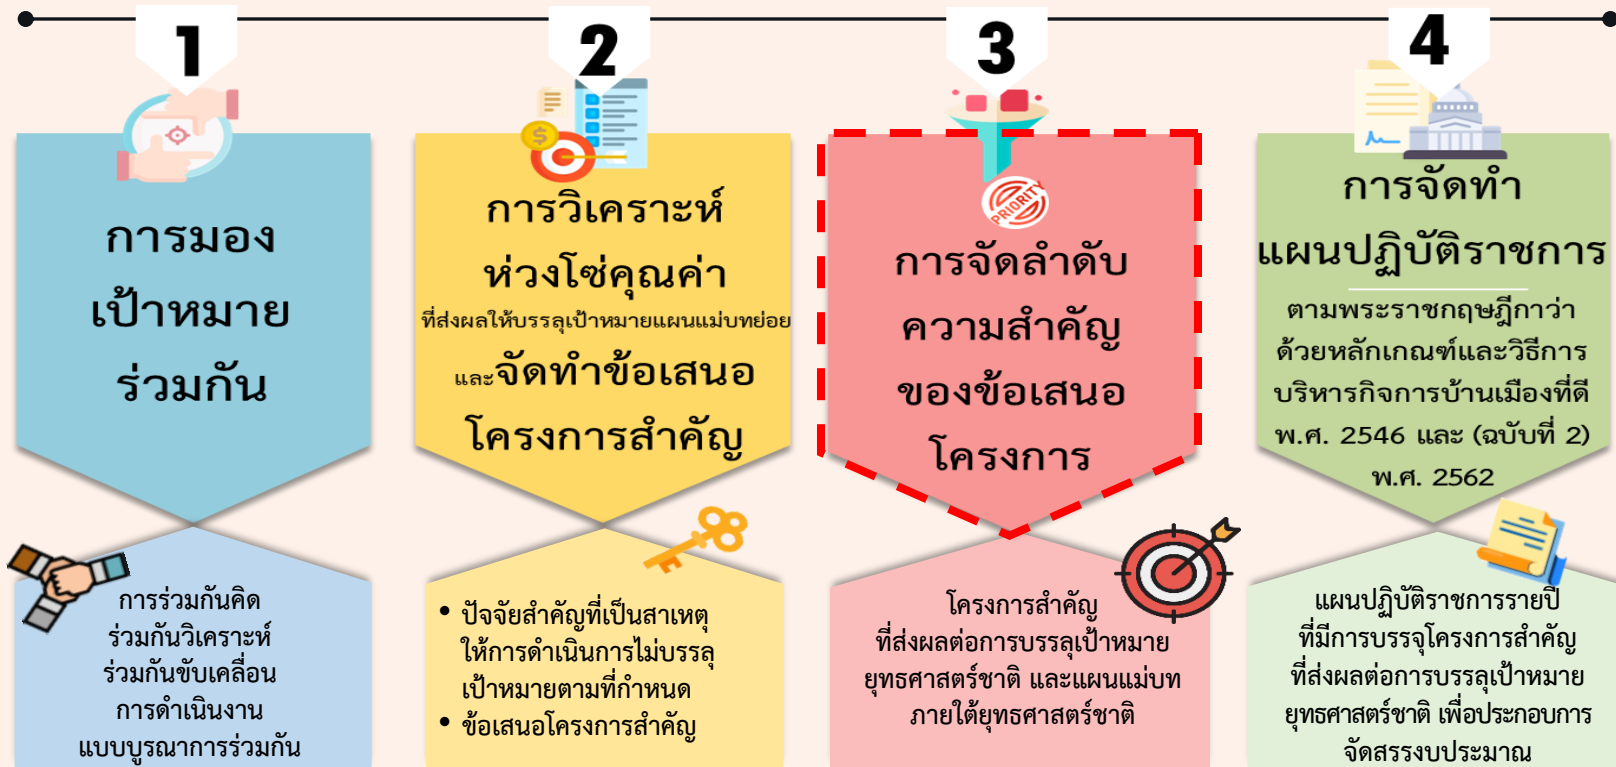 1
การมอง
เป้าหมาย
ร่วมกัน
การร่วมกันคิด
ร่วมกันวิเคราะห์
ร่วมกันขับเคลื่อน
การดำเนินงาน
แบบบูรณาการร่วมกัน
2
การวิเคราะห์
ห่วงโซ่คุณค่า
ที่ส่งผลให้บรรลุเป้าหมายแผนแม่บทย่อย
และจัดทำข้อเสนอ
โครงการสำคัญ
• ปัจจัยสำคัญที่เป็นสาเหตุ
ให้การดำเนินการไม่บรรลุ
เป้าหมายตามที่กำหนด
• ข้อเสนอโครงการสำคัญ
3
PRIORITY
การจัดลำดับ
ความสำคัญ
ของข้อเสนอ
โครงการ
โครงการสำคัญ
ที่ส่งผลต่อการบรรลุเป้าหมาย
ยุทธศาสตร์ชาติ และแผนแม่บท
ภายใต้ยุทธศาสตร์ชาติ
4
การจัดทำ
แผนปฏิบัติราชการ
ตามพระราชกฤษฎีกาว่า
ด้วยหลักเกณฑ์และวิธีการ
บริหารกิจการบ้านเมืองที่ดี
พ.ศ. 2546 และ (ฉบับที่ 2)
พ.ศ. 2562
แผนปฏิบัติราชการรายปี
ที่มีการบรรจุโครงการสำคัญ
ที่ส่งผลต่อการบรรลุเป้าหมาย
ยุทธศาสตร์ชาติ เพื่อประกอบการ
จัดสรรงบประมาณ